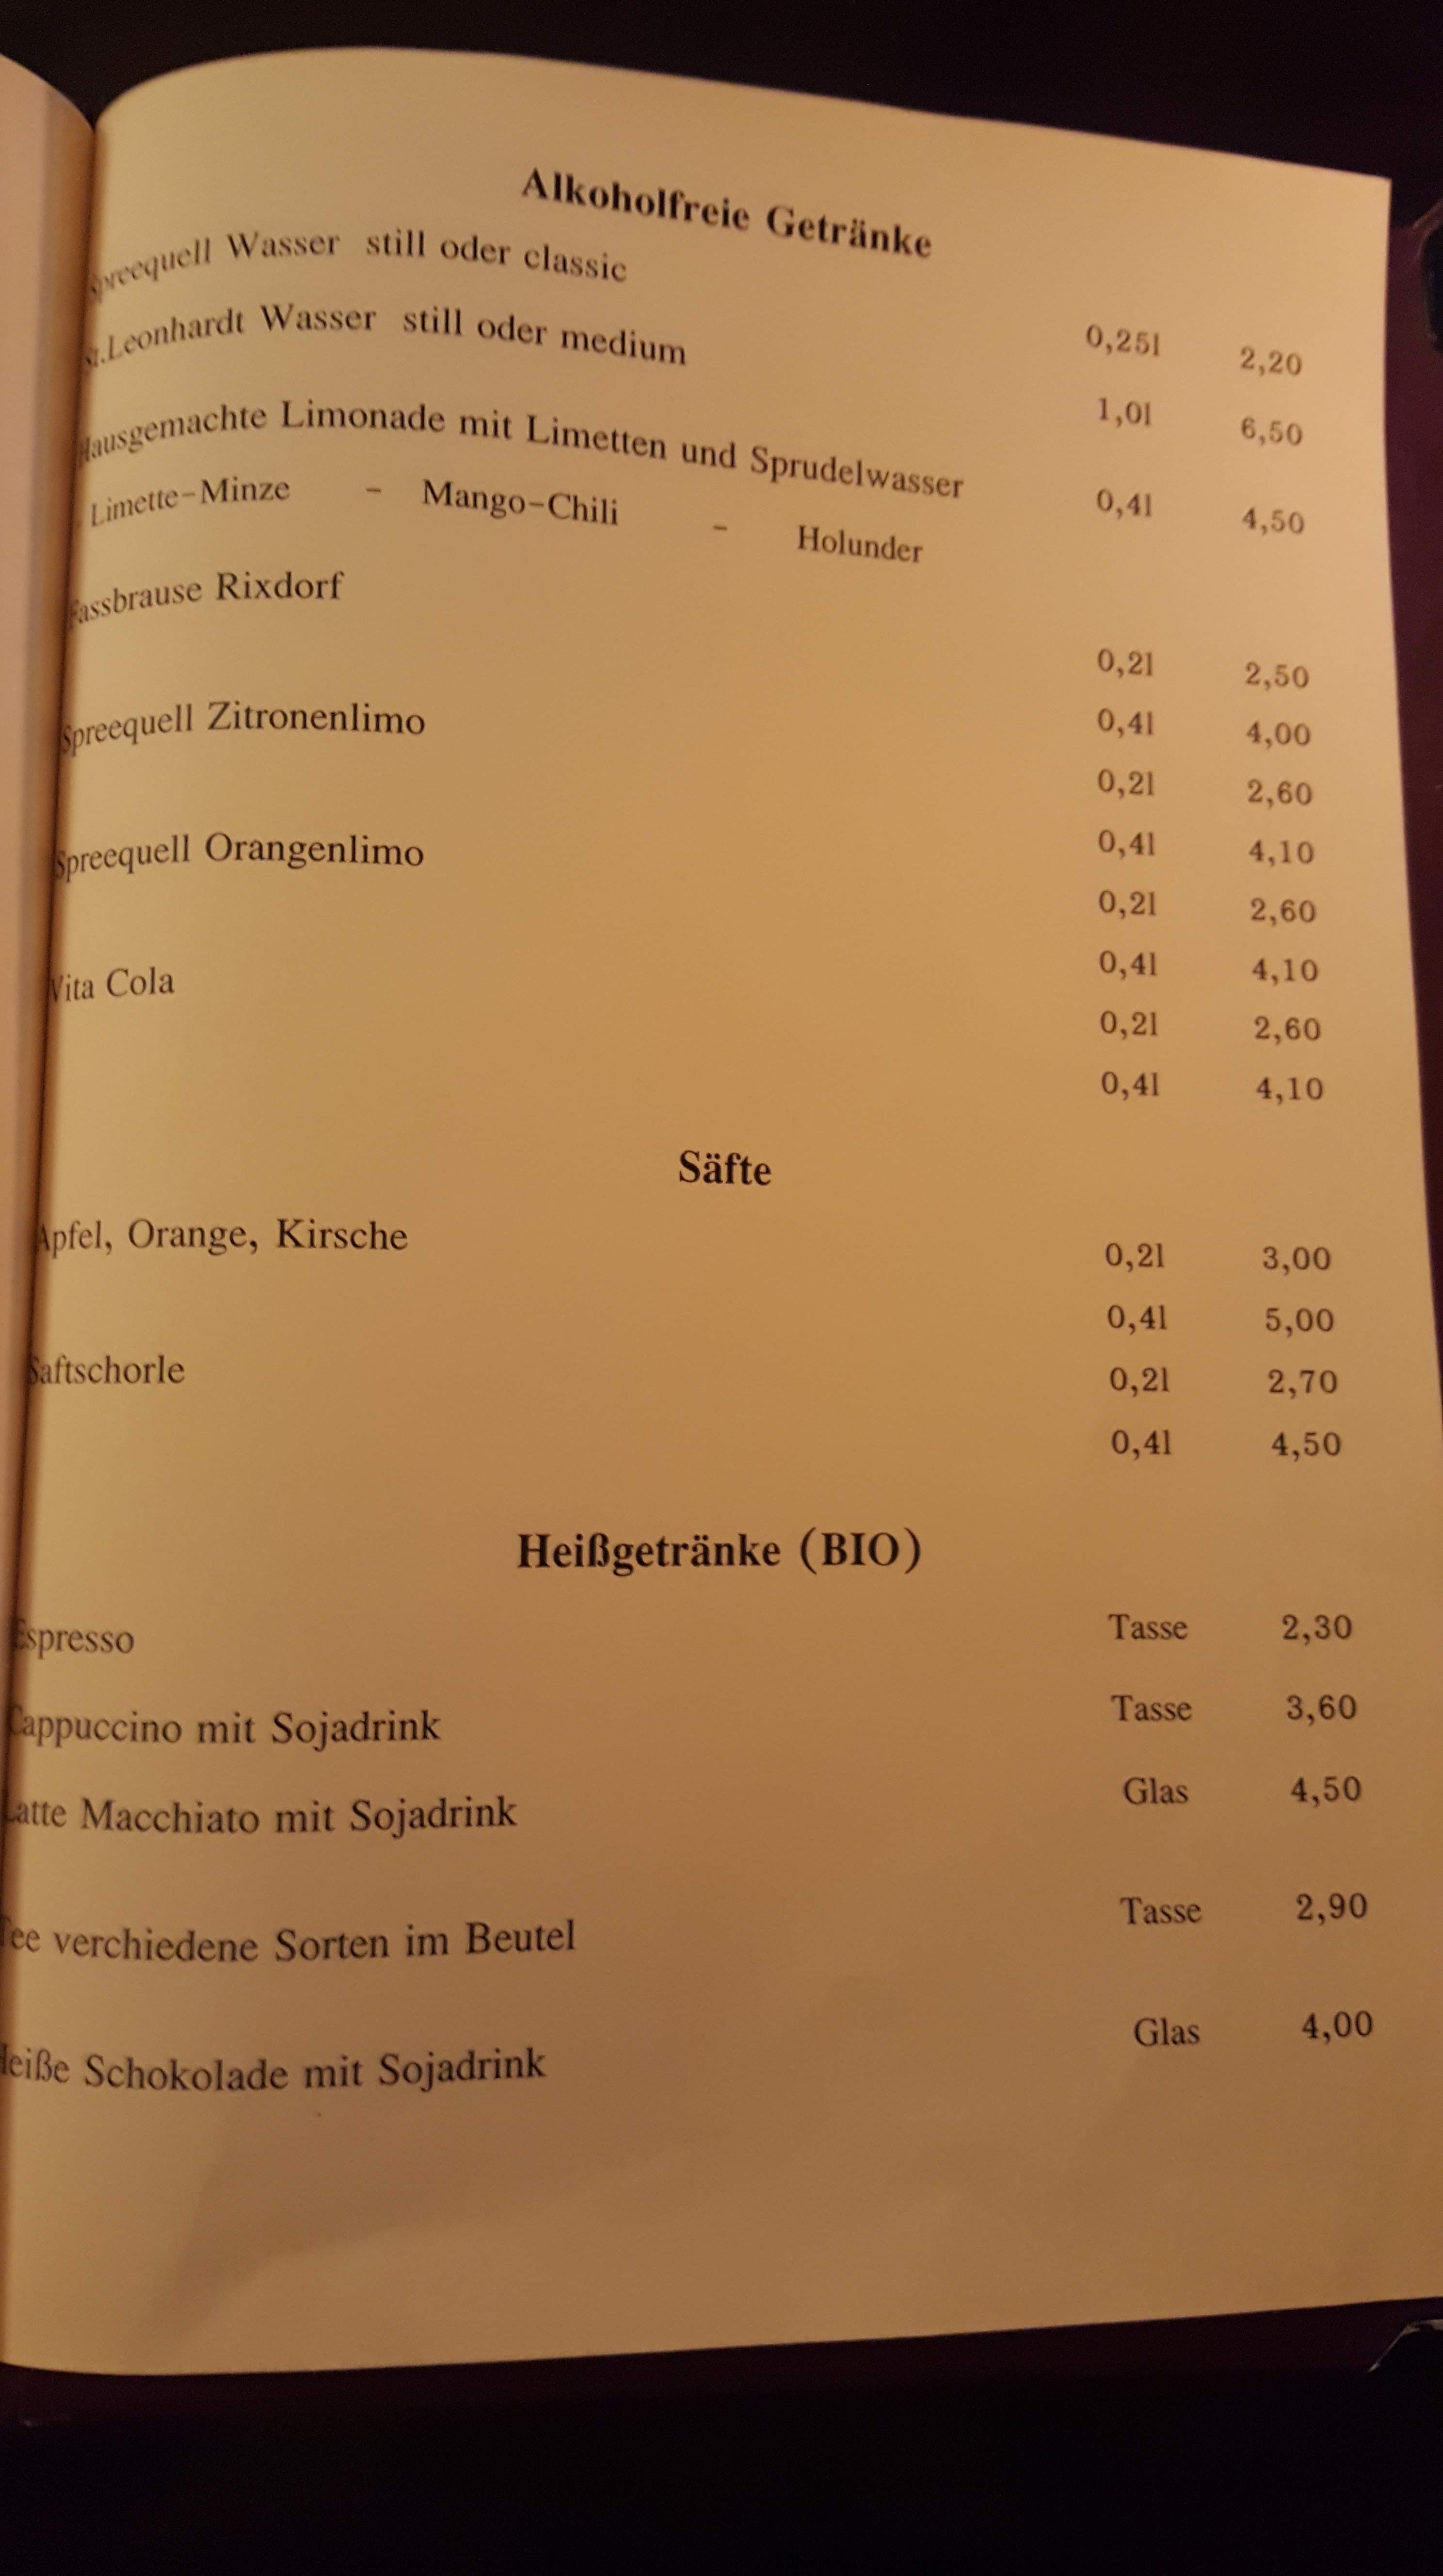 Alkoholfreie Getränke
Spreequell Wasser still oder classic 0,25l 2,20
St.Leonhardt Wasser still oder medium 1,0l 6,50
Hausgemachte Limonade mit Limetten und Sprudelwasser 0,4l 4,50
- Limette-Minze - Mango-Chili - Holunder
Fassbrause Rixdorf 0,2l 2,50
0,4l 4,00
Spreequell Zitronenlimo 0,2l 2,60
0,4l 4,10
Spreequell Orangenlimo 0,2l 2,60
0,4l 4,10
Vita Cola 0,2l 2,60
0,4l 4,10
Säfte
Apfel, Orange, Kirsche 0,2l 3,00
0,4l 5,00
Saftschorle 0,2l 2,70
0,4l 4,50
Heißgetränke (BIO)
Espresso Tasse 2,30
Cappuccino mit Sojadrink Tasse 3,60
Latte Macchiato mit Sojadrink Glas 4,50
Tee verchiedene Sorten im Beutel Tasse 2,90
Heiße Schokolade mit Sojadrink Glas 4,00